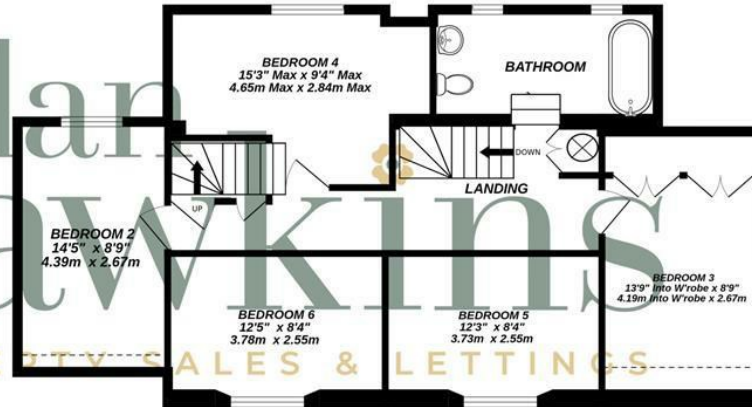 BEDROOM 4
15'3" Max x 9'4" Max
4.65m Max x 2.84m Max
BATHROOM
DOWN
LANDING
UP
BEDROOM 2
14'5" x 8'9"
4.39m x 2.67m
BEDROOM 3
13'9" Into W'robe x 8'9"
4.19m Into W'robe x 2.67m
BEDROOM 6
12'5" x 8'4"
3.78m x 2.55m
BEDROOM 5
12'3" x 8'4"
3.73m x 2.55m
lan
awkins
RTY SALES & LETTINGS